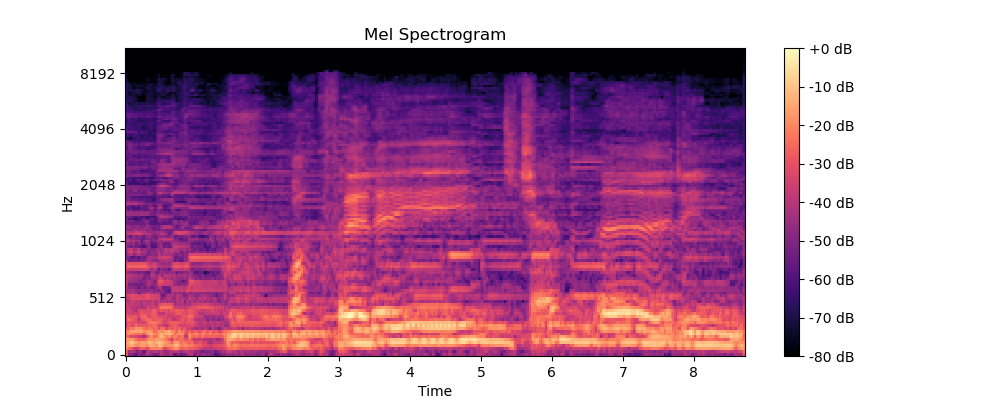 Mel Spectrogram
Hz
8192
4096
2048
1024
512
0
0 1 2 3 4 5 6 7 8
Time
+0 dB
-10 dB
-20 dB
-30 dB
-40 dB
-50 dB
-60 dB
-70 dB
-80 dB